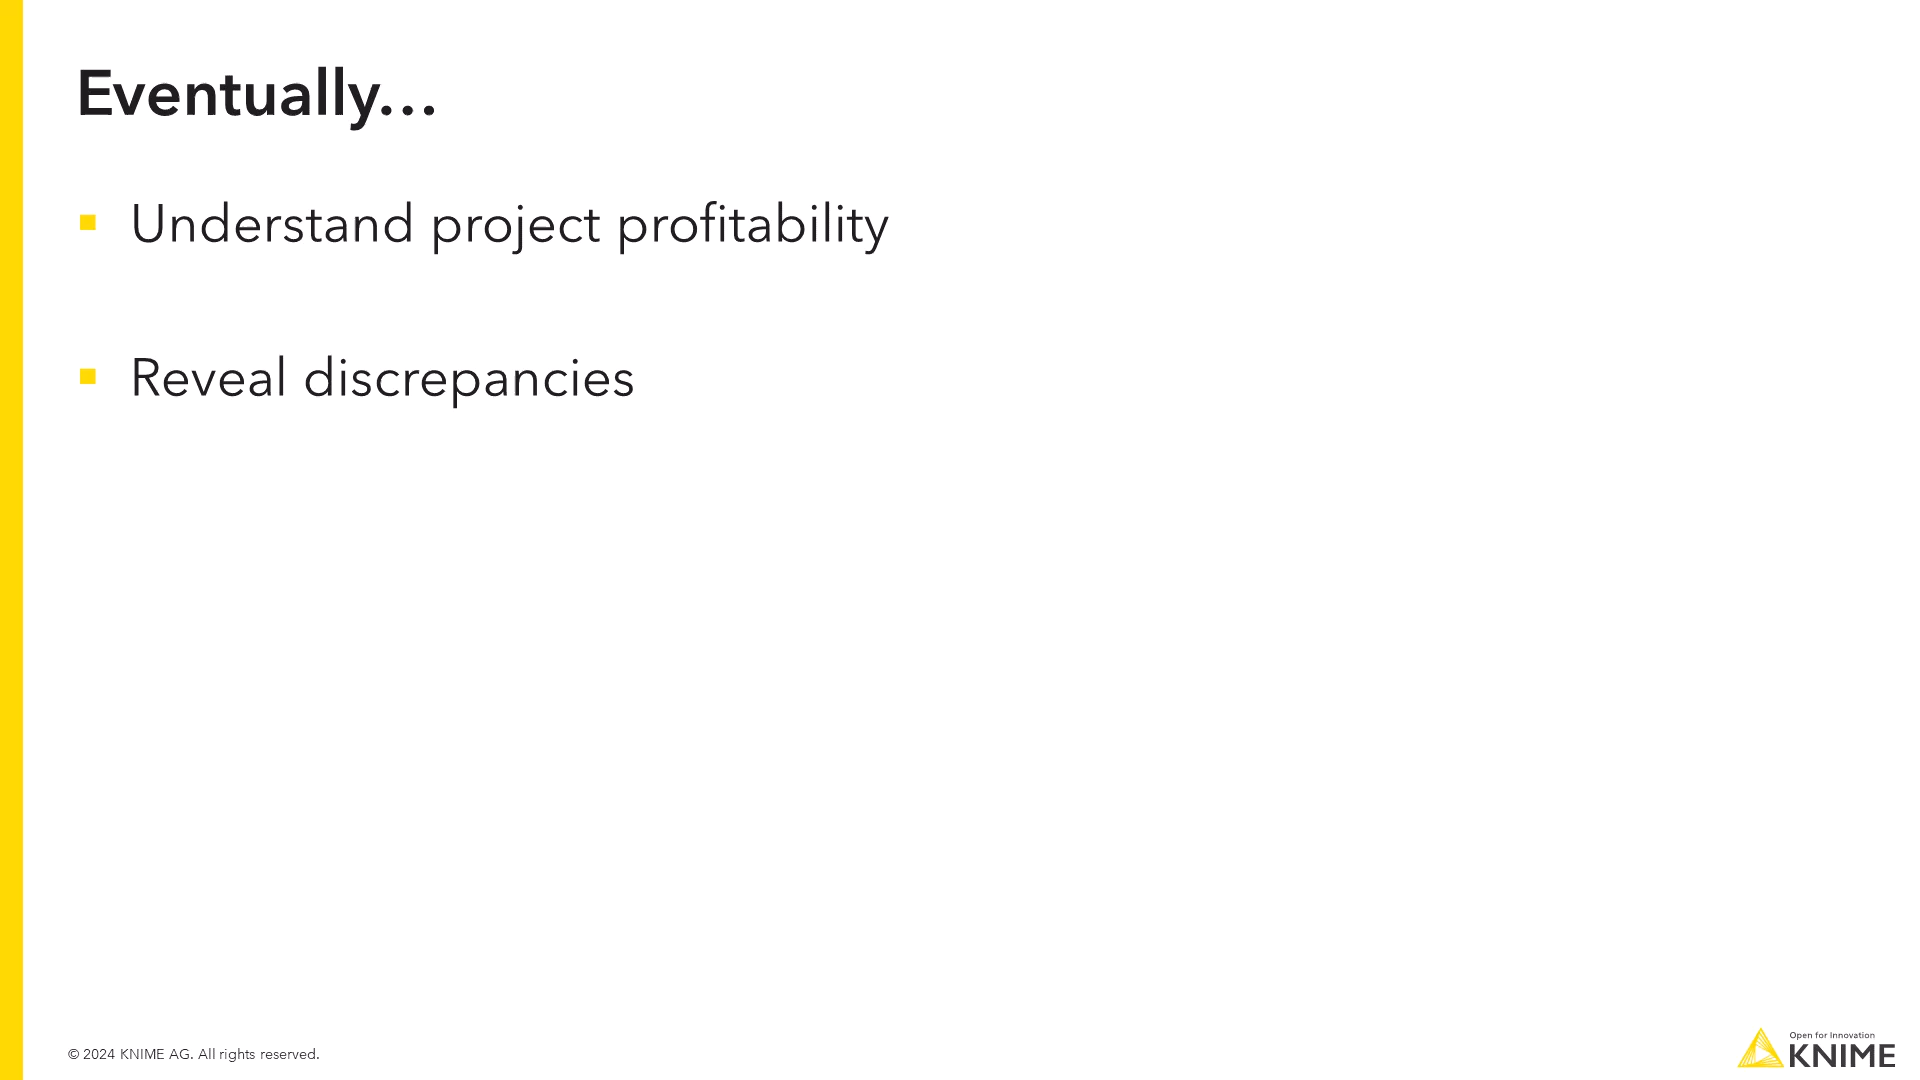 Eventually…
Understand project profitability
Reveal discrepancies
© 2024 KNIME AG. All rights reserved.
Open for Innovation
KNIME